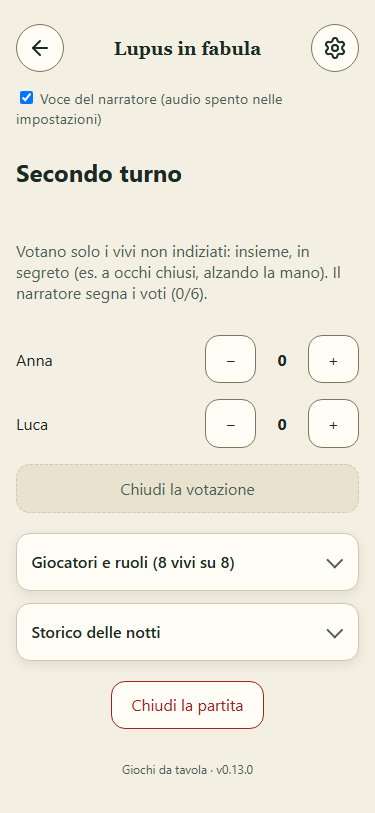 Lupus in fabula
Voce del narratore (audio spento nelle
impostazioni)
Secondo turno
Votano solo i vivi non indiziati: insieme, in
segreto (es. a occhi chiusi, alzando la mano). Il
narratore segna i voti (0/6).
Anna − 0 +
Luca − 0 +
Chiudi la votazione
Giocatori e ruoli (8 vivi su 8)
Storico delle notti
Chiudi la partita
Giochi da tavola · v0.13.0